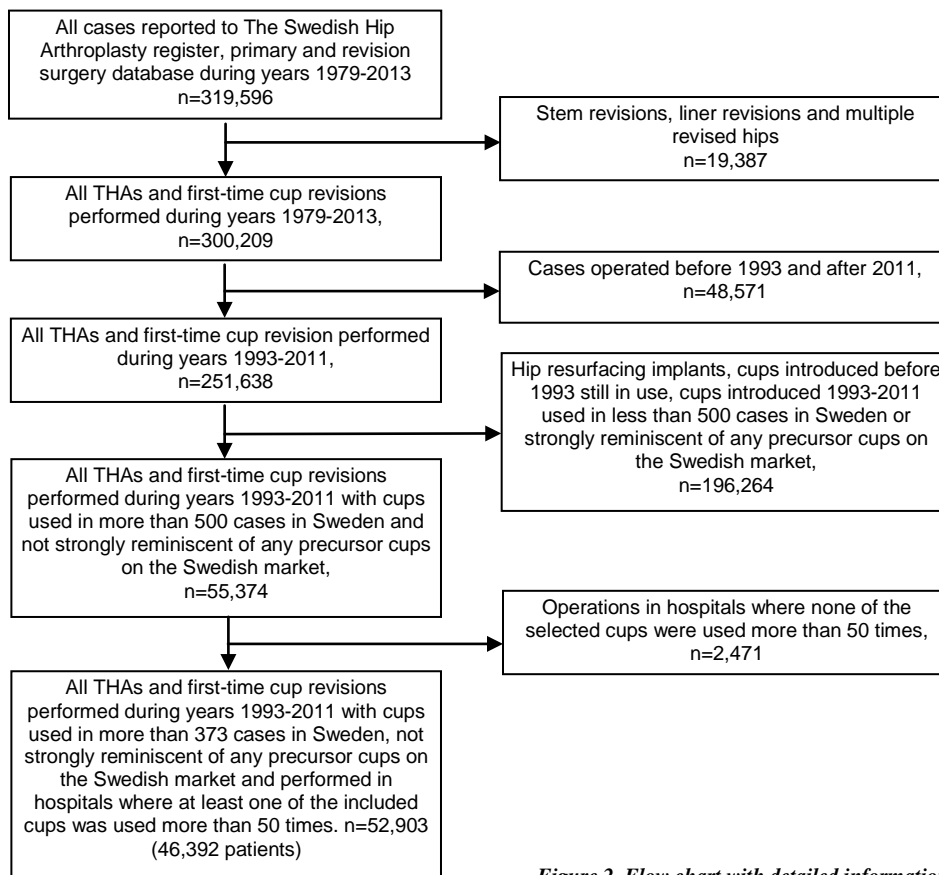 All cases reported to The Swedish Hip
Arthroplasty register, primary and revision
surgery database during years 1979-2013
n=319,596
Stem revisions, liner revisions and multiple
revised hips
n=19,387
All THAs and first-time cup revisions
performed during years 1979-2013,
n=300,209
Cases operated before 1993 and after 2011,
n=48,571
All THAs and first-time cup revision performed
during years 1993-2011,
n=251,638
Hip resurfacing implants, cups introduced before
1993 still in use, cups introduced 1993-2011
used in less than 500 cases in Sweden or
strongly reminiscent of any precursor cups on
the Swedish market,
n=196,264
All THAs and first-time cup revisions
performed during years 1993-2011 with cups
used in more than 500 cases in Sweden and
not strongly reminiscent of any precursor cups
on the Swedish market,
n=55,374
Operations in hospitals where none of the
selected cups were used more than 50 times,
n=2,471
All THAs and first-time cup revisions
performed during years 1993-2011 with cups
used in more than 373 cases in Sweden, not
strongly reminiscent of any precursor cups on
the Swedish market and performed in
hospitals where at least one of the included
cups was used more than 50 times. n=52,903
(46,392 patients)